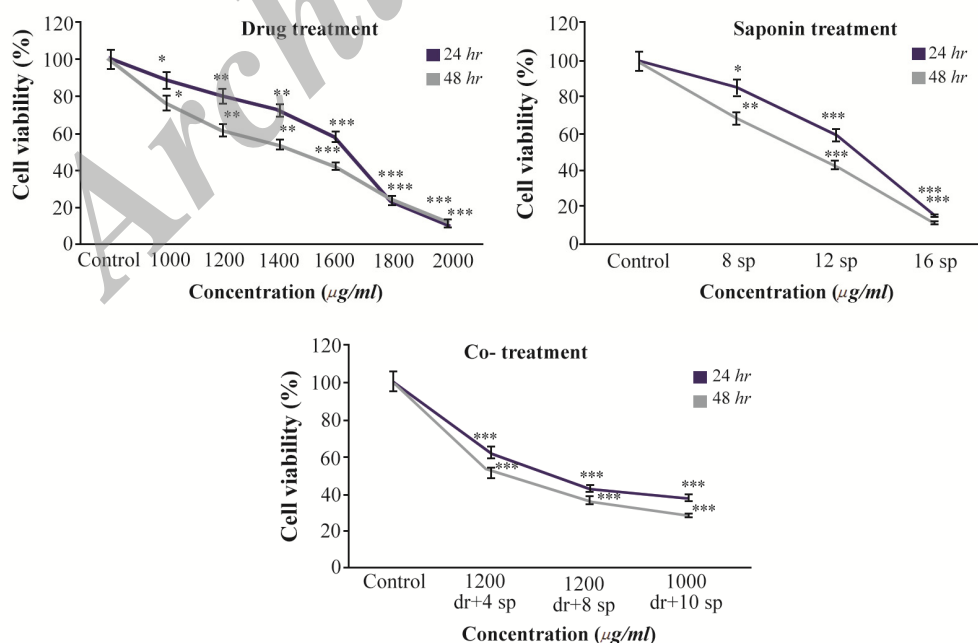 Drug treatment
120
100
80
60
40
20
0
Cell viability (%)
24 hr
48 hr
*
*
**
**
**
**
***
***
***
***
***
***
Control 1000 1200 1400 1600 1800 2000
Concentration (µg/ml)
Saponin treatment
120
100
80
60
40
20
0
Cell viability (%)
24 hr
48 hr
*
**
***
***
***
***
Control 8 sp 12 sp 16 sp
Concentration (µg/ml)
Co- treatment
120
100
80
60
40
20
0
Cell viability (%)
24 hr
48 hr
***
***
***
***
***
***
Control 1200 1200 1000
dr+4 sp dr+8 sp dr+10 sp
Concentration (µg/ml)